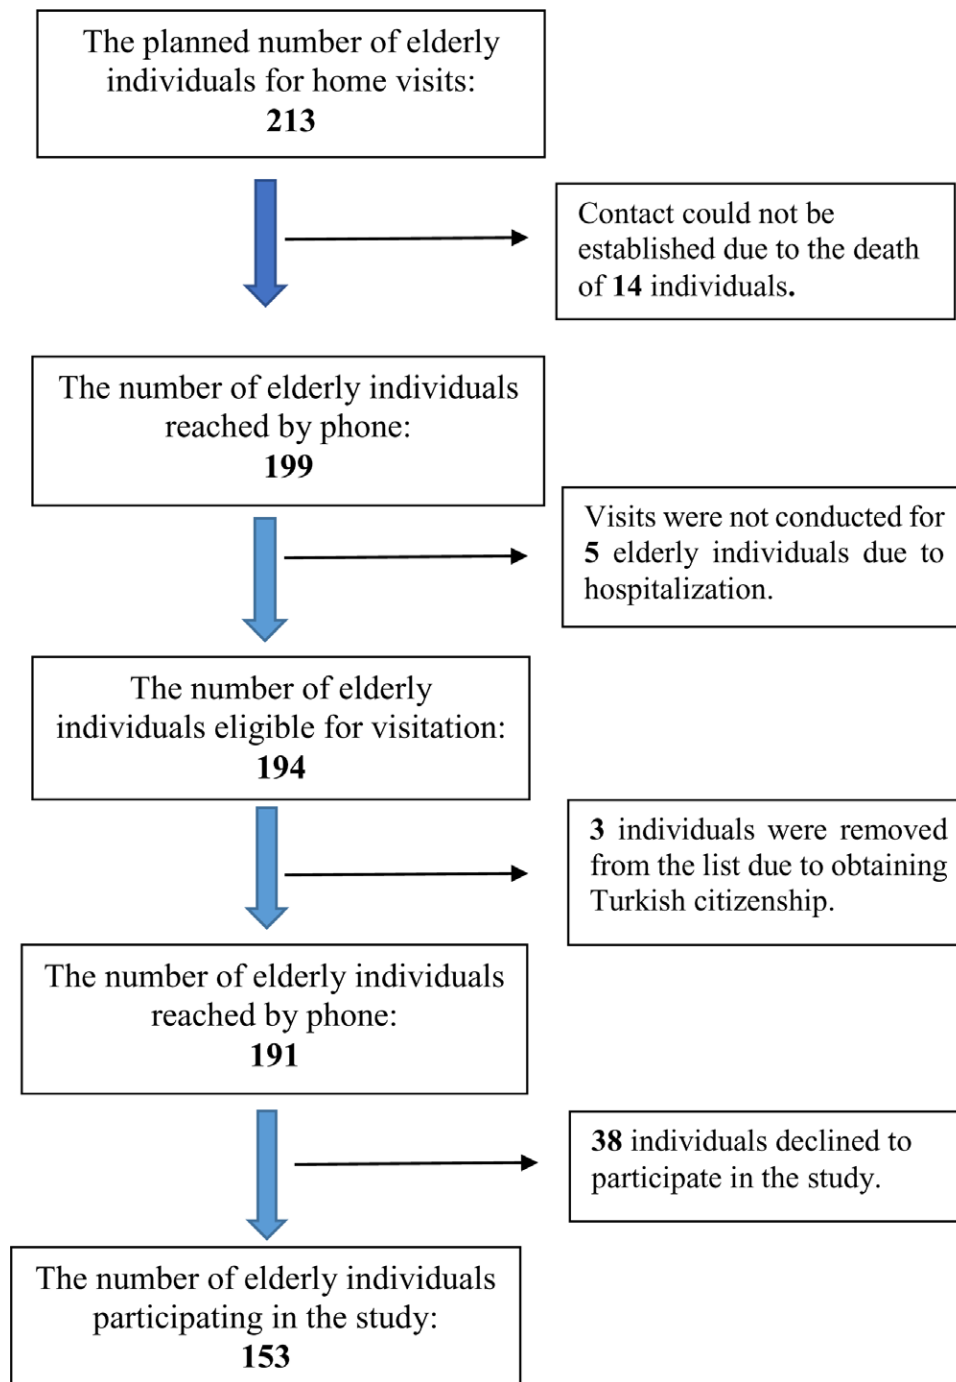 The planned number of elderly
individuals for home visits:
213
Contact could not be
established due to the death
of 14 individuals.
The number of elderly individuals
reached by phone:
199
Visits were not conducted for
5 elderly individuals due to
hospitalization.
The number of elderly
individuals eligible for visitation:
194
3 individuals were removed
from the list due to obtaining
Turkish citizenship.
The number of elderly individuals
reached by phone:
191
38 individuals declined to
participate in the study.
The number of elderly individuals
participating in the study:
153